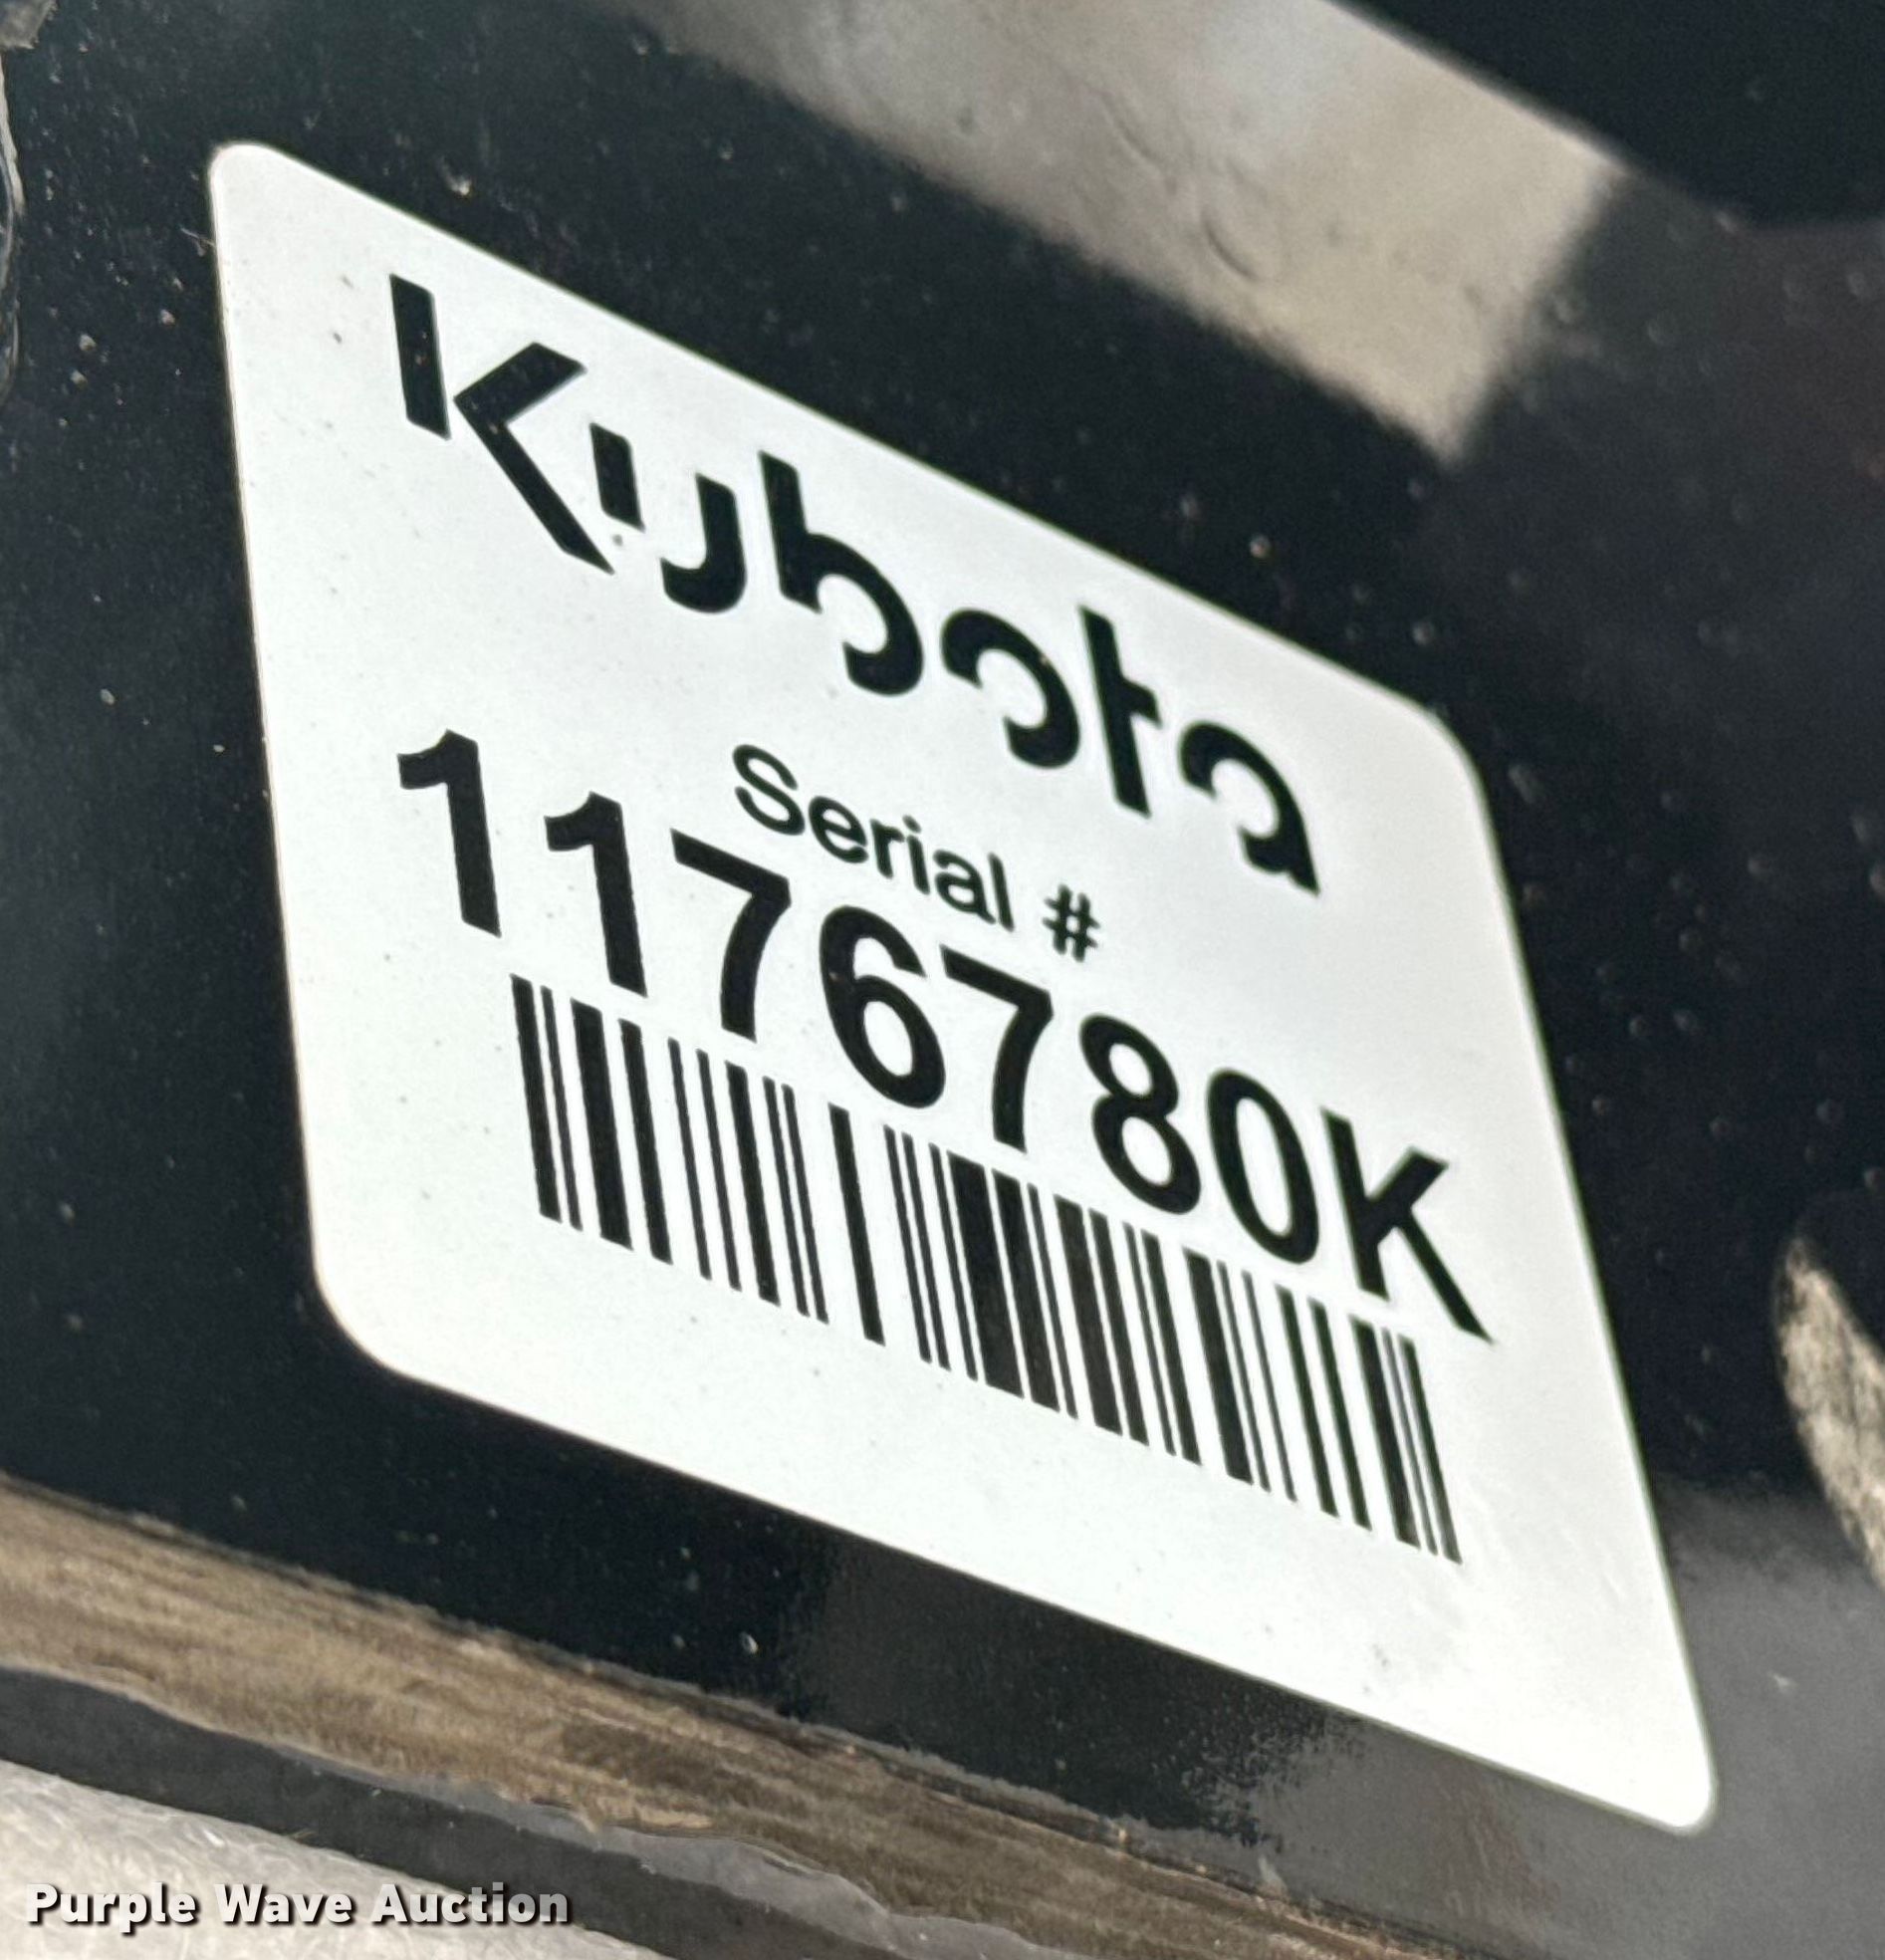 Kubota
Serial #
1176780K
Purple Wave Auction